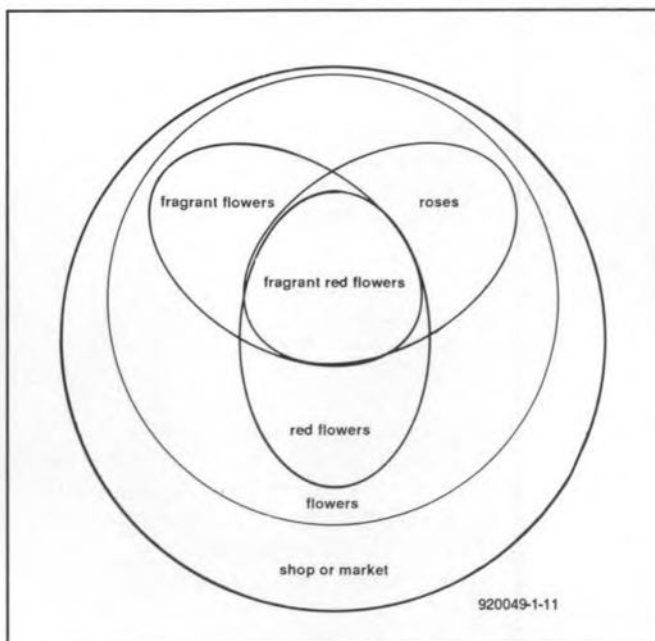 fragrant flowers
roses
fragrant red flowers
red flowers
flowers
shop or market
920049-1-11